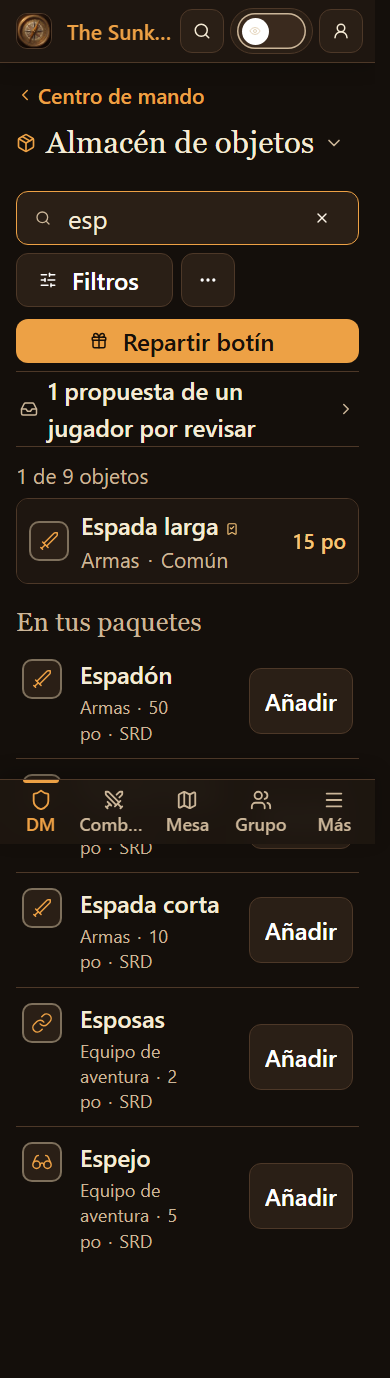 The Sunk...
Centro de mando
Almacén de objetos
esp
Filtros
Repartir botín
1 propuesta de un
jugador por revisar
1 de 9 objetos
Espada larga
15 po
Armas · Común
En tus paquetes
Espadón
Armas · 50
po · SRD
Añadir
DM
Comb...
Mesa
Grupo
Más
po · SRD
Espada corta
Armas · 10
po · SRD
Añadir
Esposas
Equipo de
aventura · 2
po · SRD
Añadir
Espejo
Equipo de
aventura · 5
po · SRD
Añadir